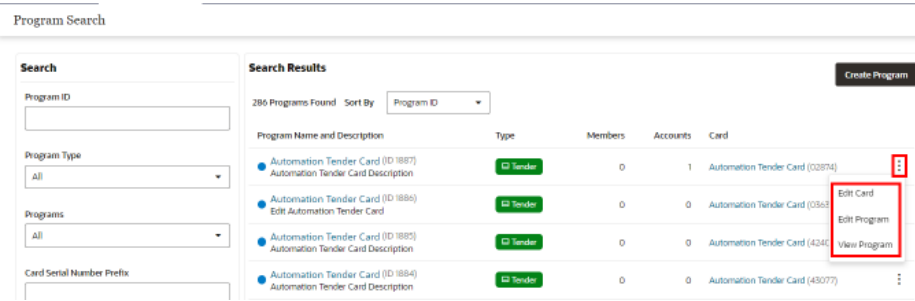 Program Search
Search
Program ID
Program Type
All
Programs
All
Card Serial Number Prefix
Search Results
Create Program
286 Programs Found Sort By Program ID
Program Name and Description Type Members Accounts Card
Automation Tender Card (ID 1887) Tender 0 1 Automation Tender Card (02874)
Automation Tender Card Description
Edit Card
Edit Program
View Program
Automation Tender Card (ID 1886) Tender 0 0 Automation Tender Card
Edit Automation Tender Card
Automation Tender Card (ID 1885) Tender 0 0 Automation Tender Card
Automation Tender Card Description
Automation Tender Card (ID 1884) Tender 0 0 Automation Tender Card (43077)
Automation Tender Card Description